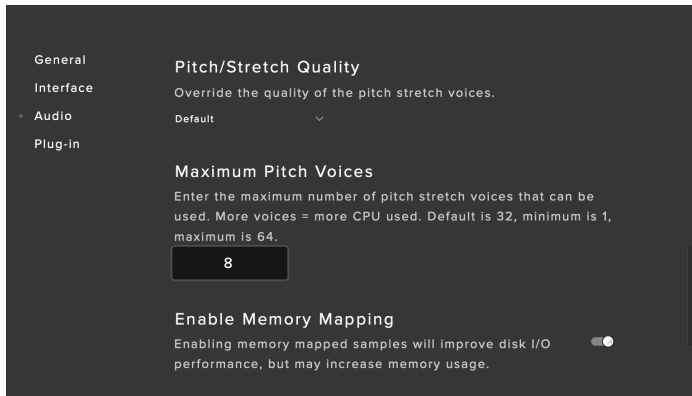 General
Interface
Audio
Plug-in
Pitch/Stretch Quality
Override the quality of the pitch stretch voices.
Default
Maximum Pitch Voices
Enter the maximum number of pitch stretch voices that can be
used. More voices = more CPU used. Default is 32, minimum is 1,
maximum is 64.
8
Enable Memory Mapping
Enabling memory mapped samples will improve disk I/O
performance, but may increase memory usage.